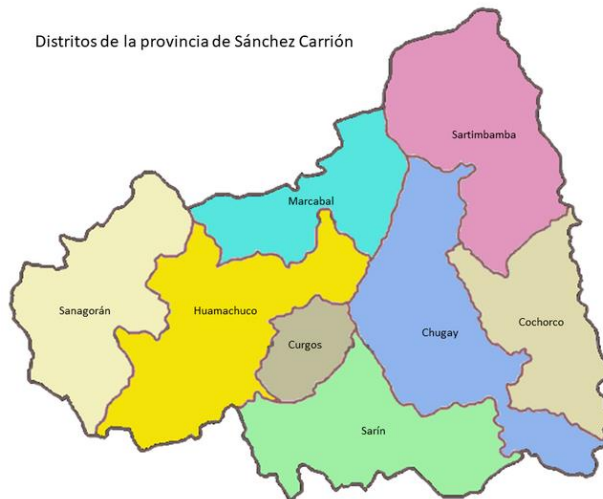 Distritos de la provincia de Sánchez Carrión
Sartimbamba
Marcabal
Sanagorán
Huamachuco
Cochorco
Chugay
Curgos
Sarín